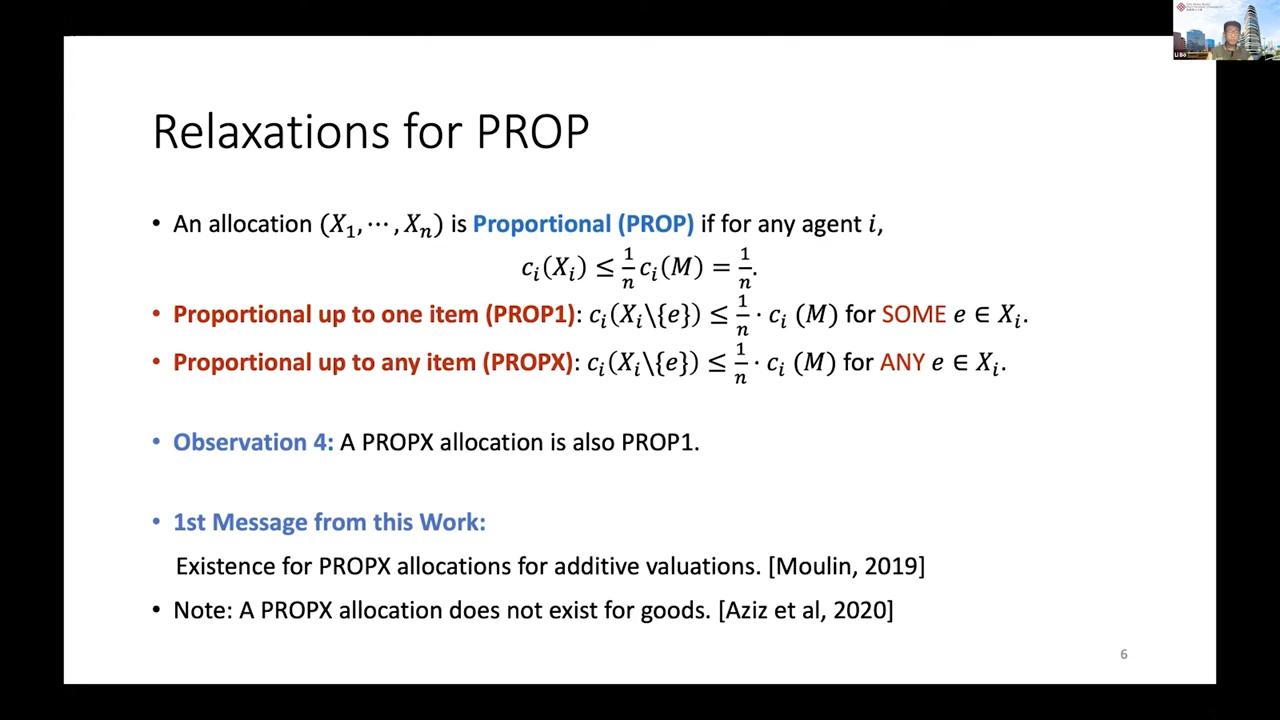 Relaxations for PROP
• An allocation (X₁, ⋯ , Xₙ) is Proportional (PROP) if for any agent i,
cᵢ(Xᵢ) ≤ 1/n cᵢ(M) = 1/n.
• Proportional up to one item (PROP1): cᵢ(Xᵢ\{e}) ≤ 1/n · cᵢ (M) for SOME e ∈ Xᵢ.
• Proportional up to any item (PROPX): cᵢ(Xᵢ\{e}) ≤ 1/n · cᵢ (M) for ANY e ∈ Xᵢ.
• Observation 4: A PROPX allocation is also PROP1.
• 1st Message from this Work:
Existence for PROPX allocations for additive valuations. [Moulin, 2019]
• Note: A PROPX allocation does not exist for goods. [Aziz et al, 2020]
6
Li Bo